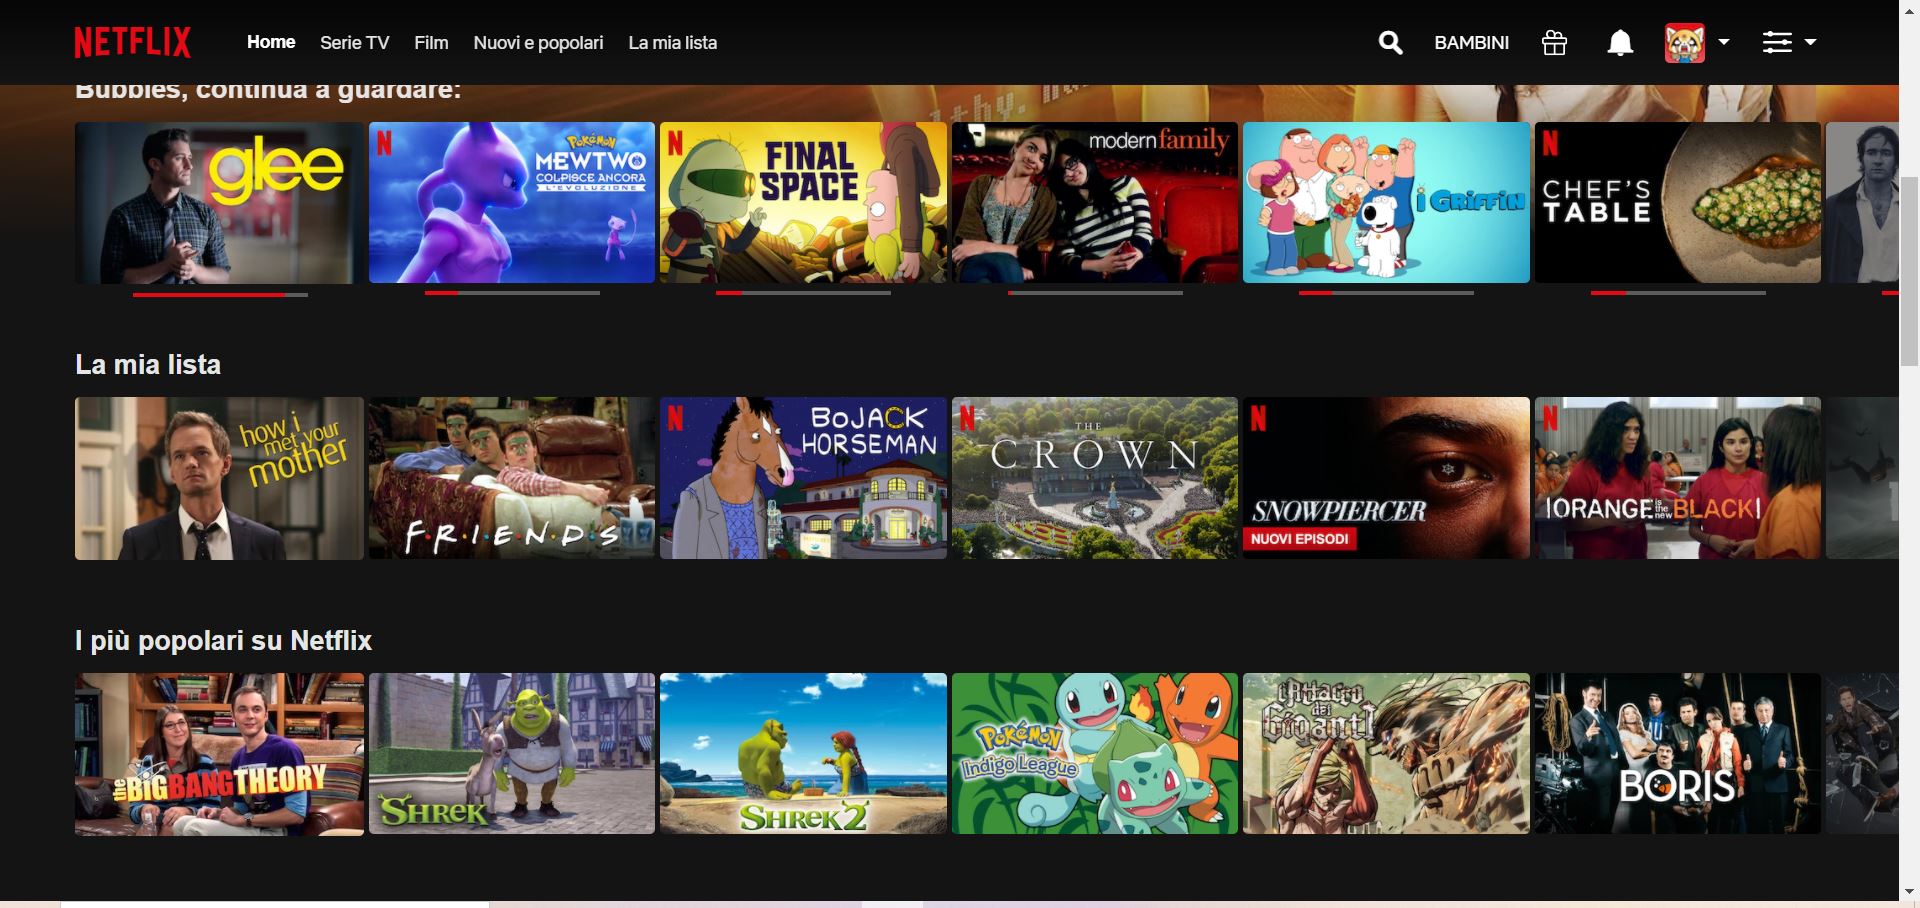 NETFLIX
Home Serie TV Film Nuovi e popolari La mia lista
BAMBINI
Bubbles, continua a guardare:
glee
N
Pokémon
MEWTWO
COLPISCE ANCORA
L'EVOLUZIONE
N
FINAL
SPACE
modern family
i GRIFFIN
N
CHEF'S
TABLE
La mia lista
how i
met your
mother
F·R·I·E·N·D·S
N
BOJACK
HORSEMAN
N
THE
CROWN
N
SNOWPIERCER
NUOVI EPISODI
N
ORANGE is the new BLACK
I più popolari su Netflix
the BIG BANG THEORY
SHREK
SHREK 2
Pokémon
Indigo League
L'Attacco
dei
Giganti
BORIS